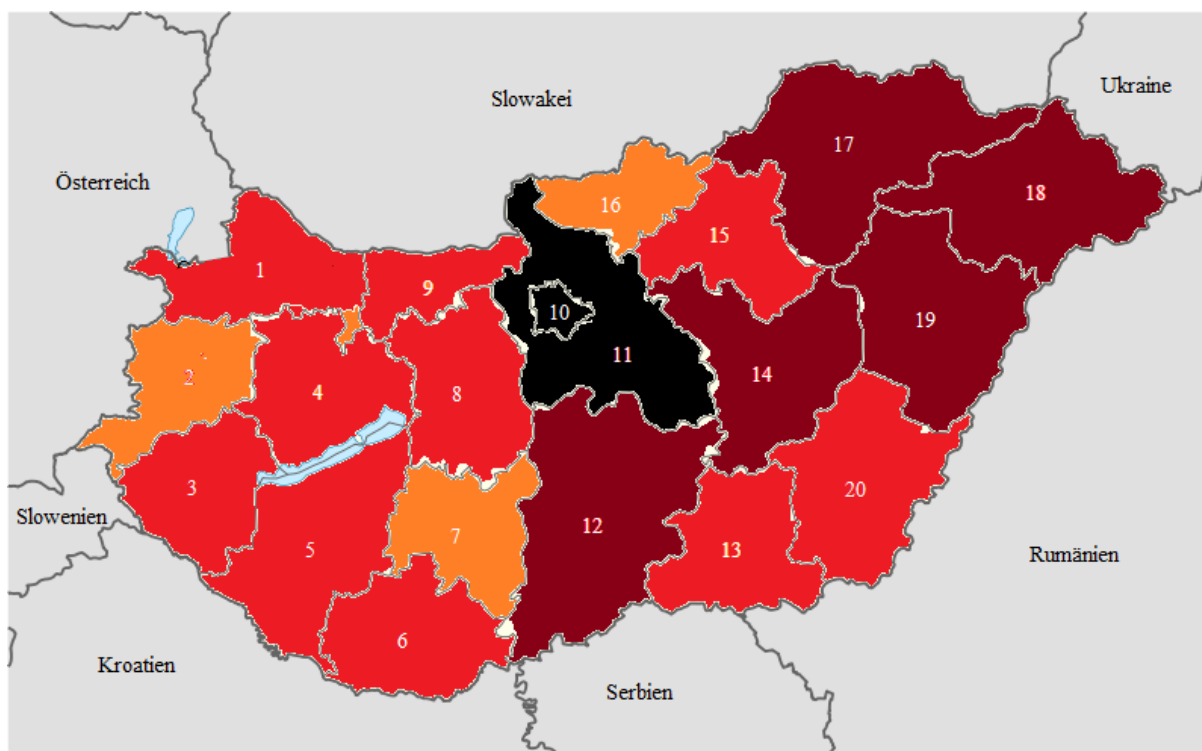 Ukraine
Slowakei
17
Österreich
18
16
15
1
9
10
19
11
2
14
4
8
3
20
Slowenien
12
7
5
13
Rumänien
6
Kroatien
Serbien